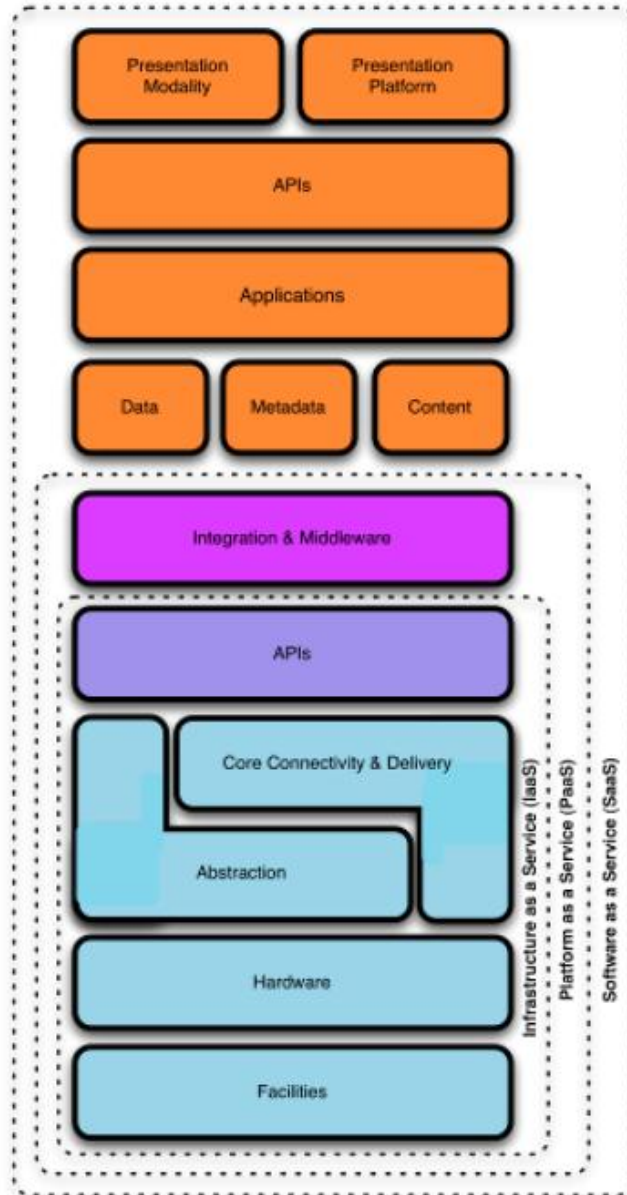 Presentation
Modality
Presentation
Platform
APIs
Applications
Data
Metadata
Content
Integration & Middleware
APIs
Core Connectivity & Delivery
Abstraction
Hardware
Facilities
Infrastructure as a Service (IaaS)
Platform as a Service (PaaS)
Software as a Service (SaaS)